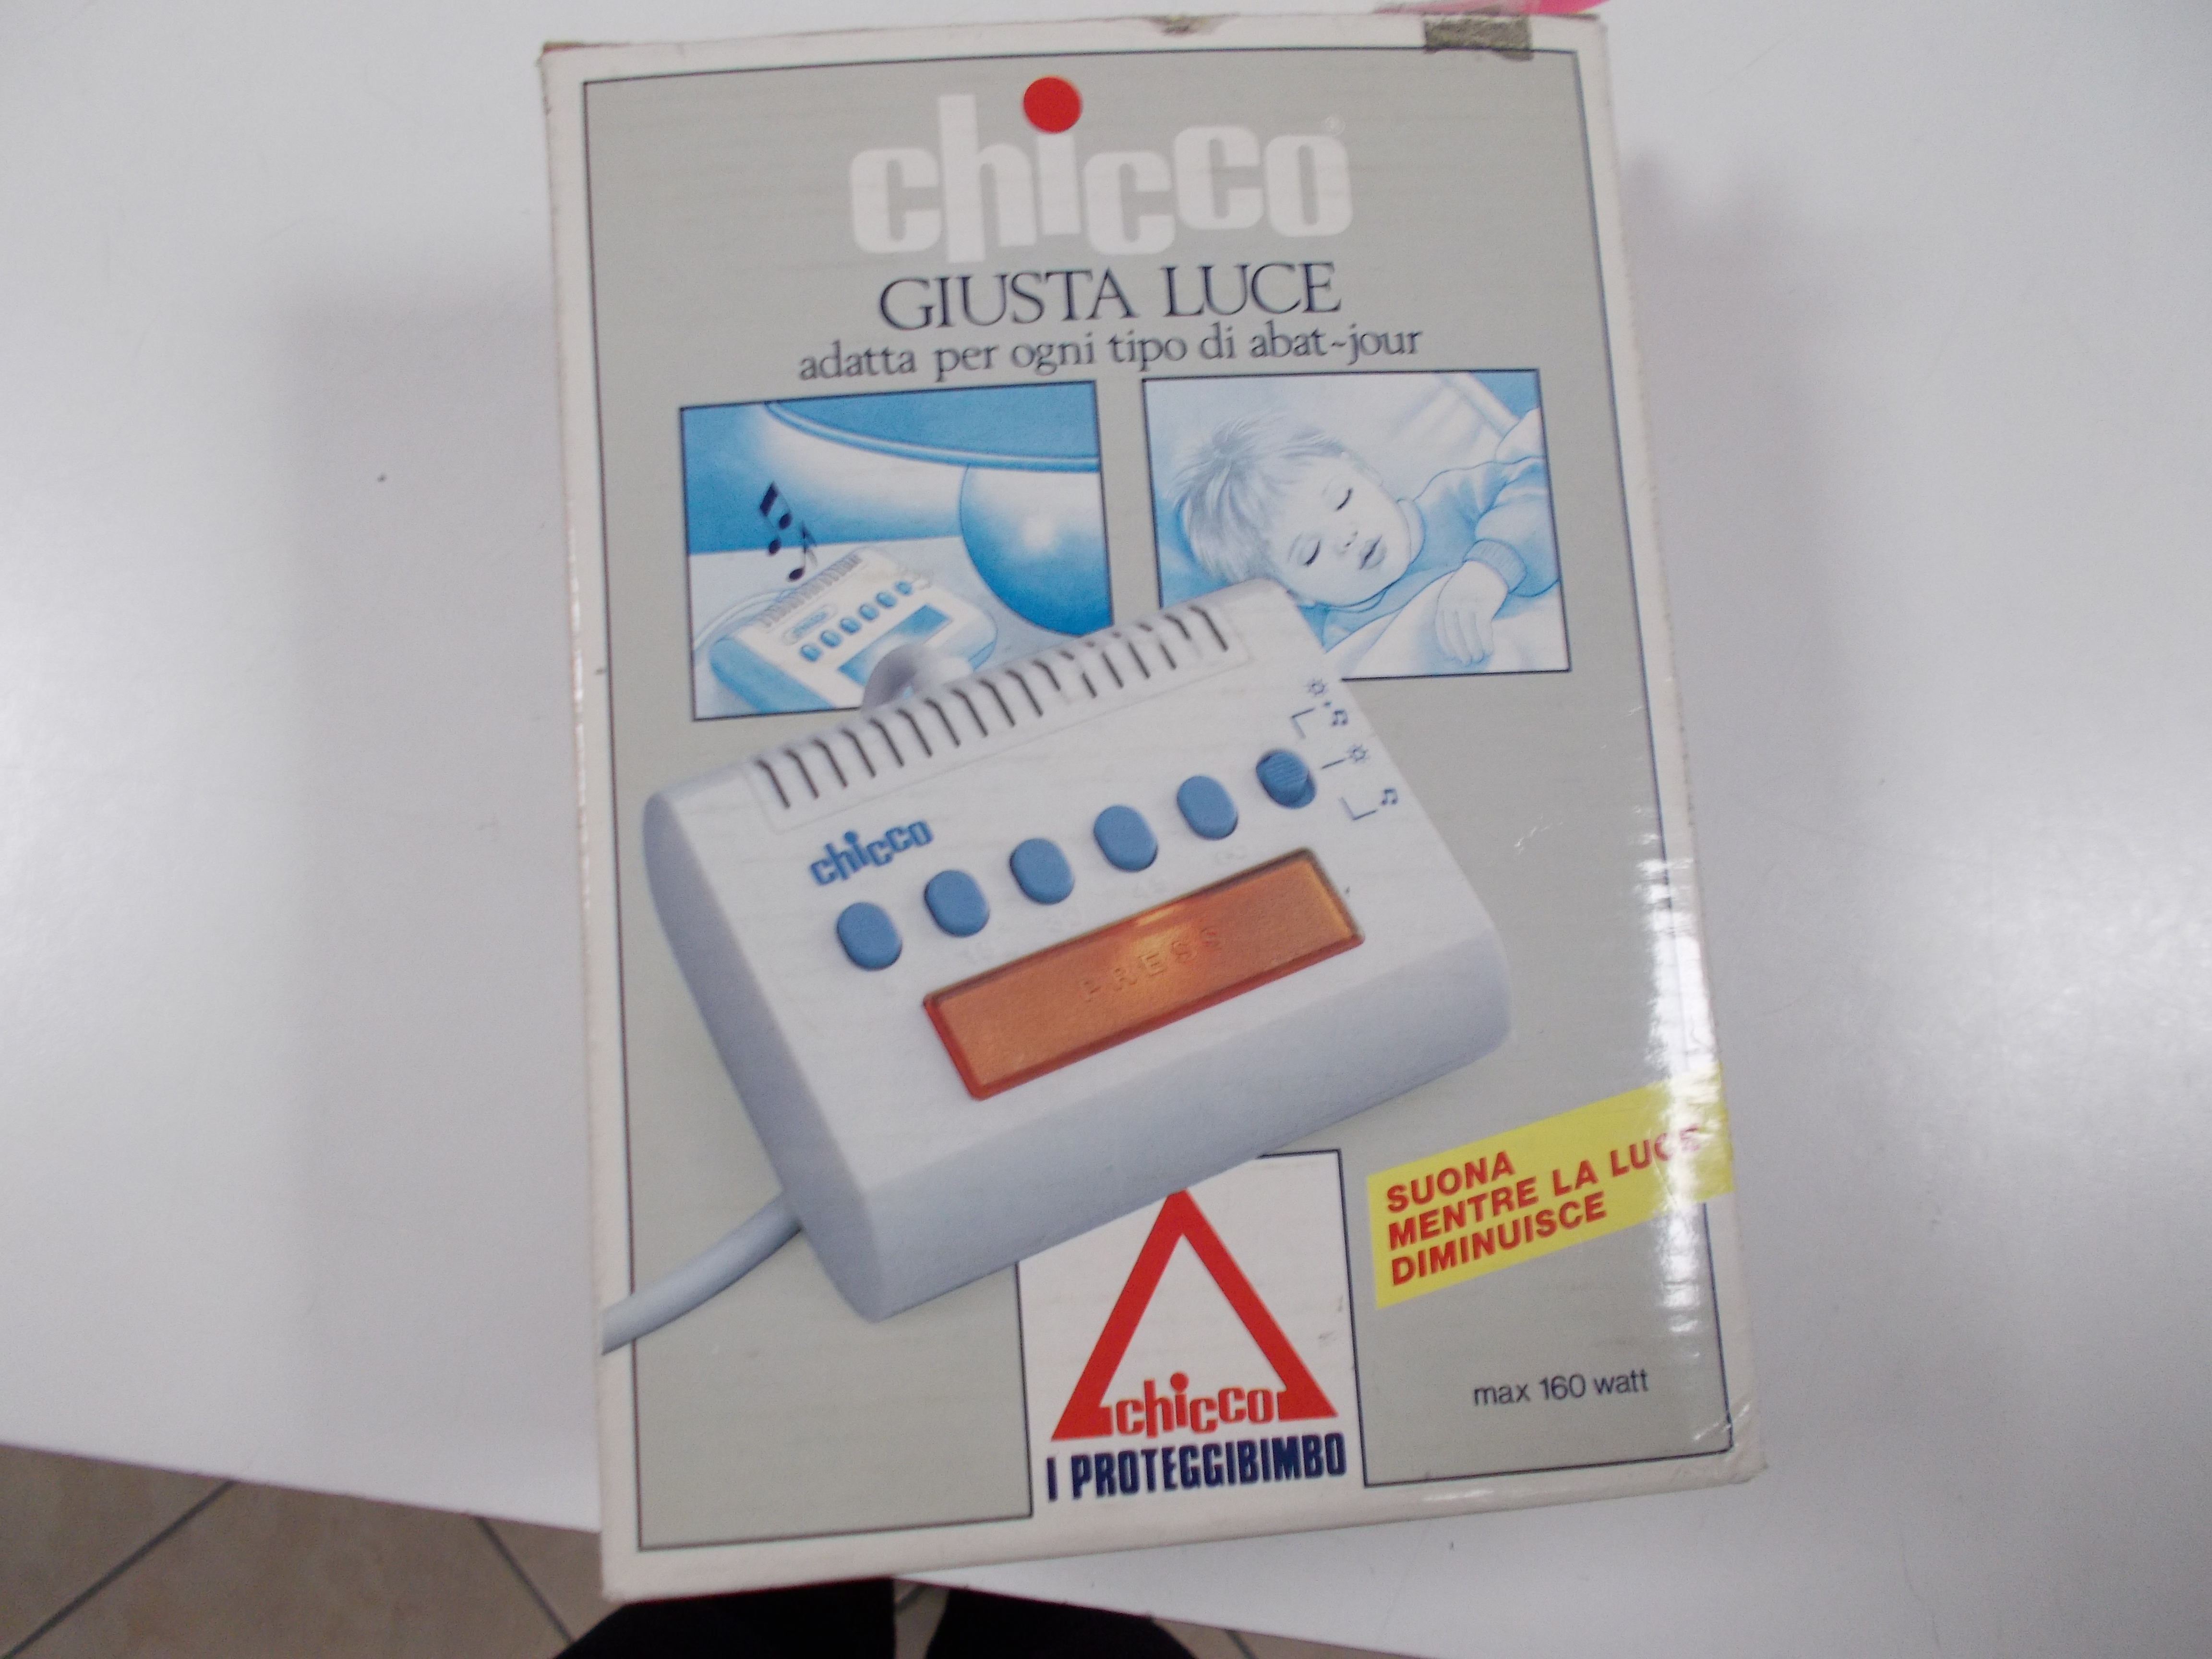 chicco®
GIUSTA LUCE
adatta per ogni tipo di abat-jour
chicco
PRESS
SUONA
MENTRE LA LUCE
DIMINUISCE
chicco
I PROTEGGIBIMBO
max 160 watt